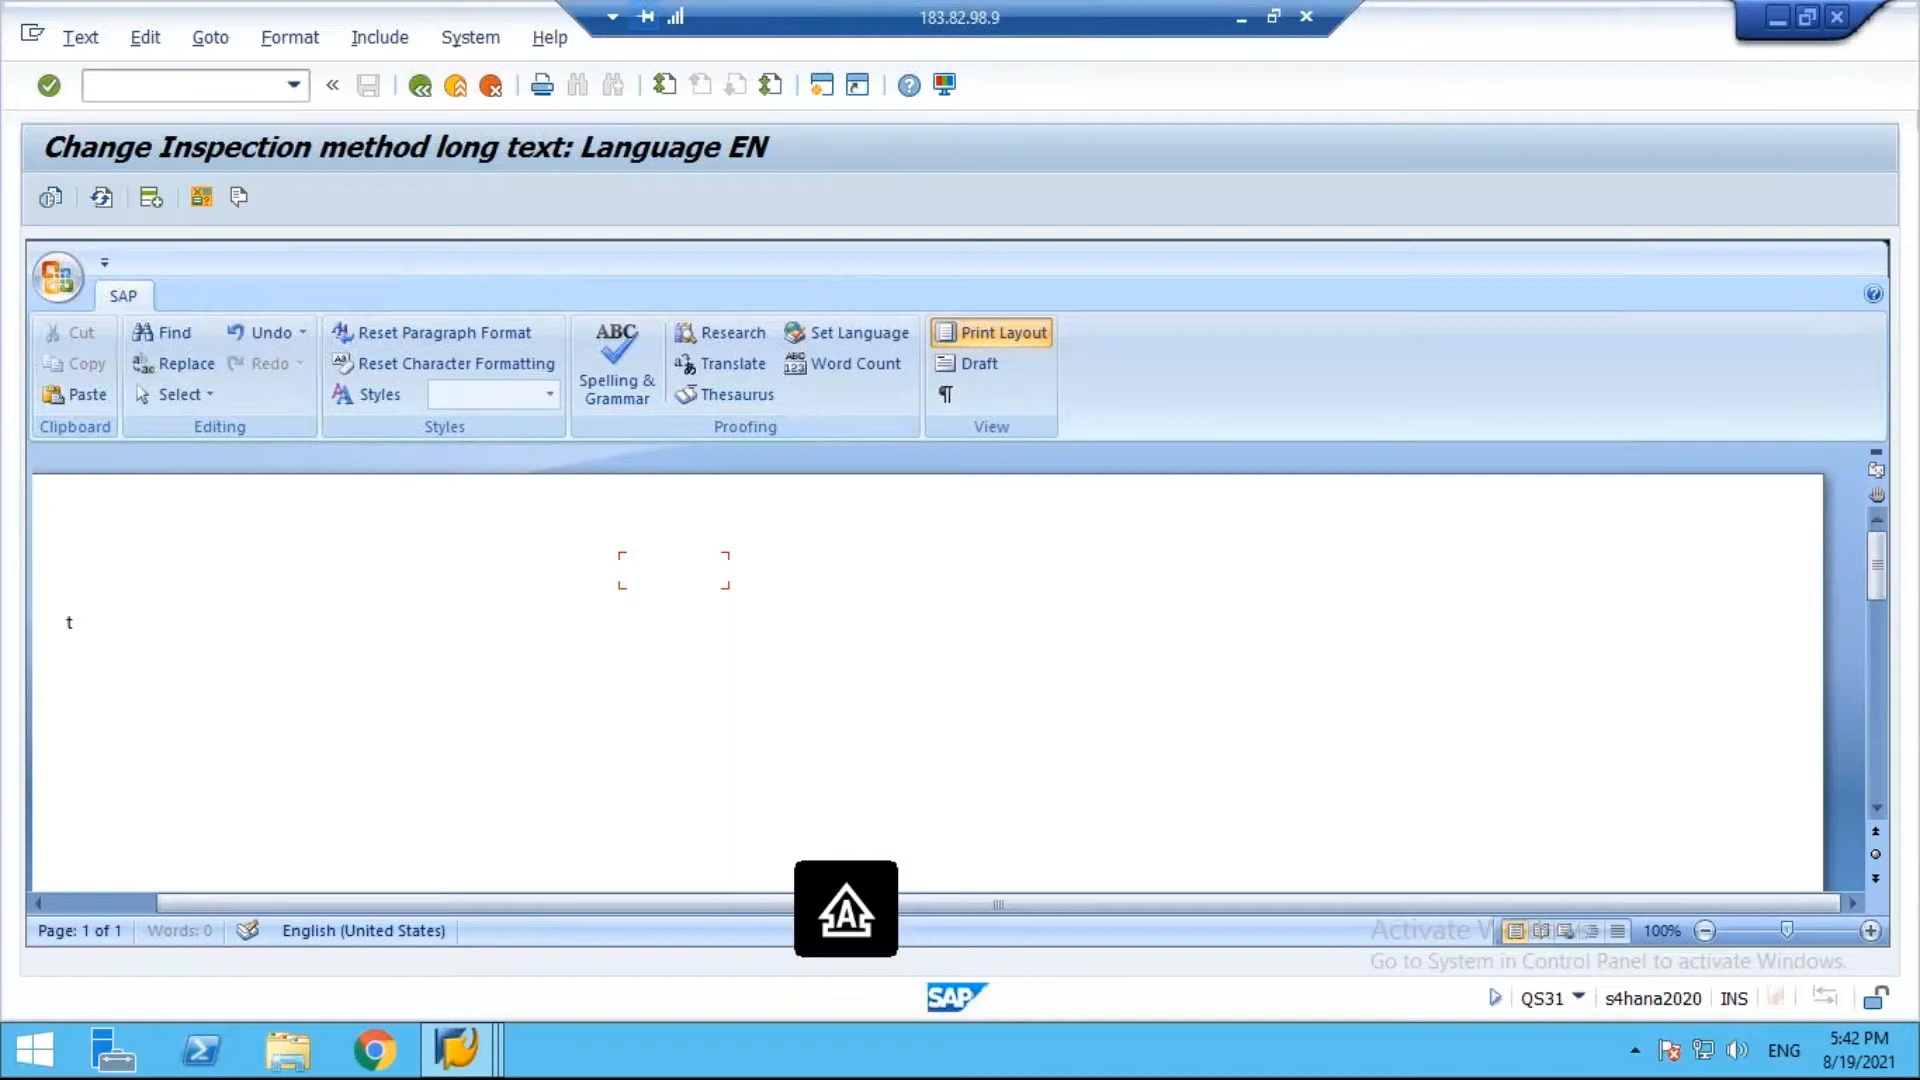 183.82.98.9
Text Edit Goto Format Include System Help
Change Inspection method long text: Language EN
SAP
Cut Find Undo Reset Paragraph Format ABC Research Set Language Print Layout
Copy Replace Redo Reset Character Formatting Translate Word Count Draft
Paste Select Styles Spelling & Grammar Thesaurus ¶
Clipboard Editing Styles Proofing View
t
A
Page: 1 of 1 Words: 0 English (United States) Activate W 100%
Go to System in Control Panel to activate Windows.
SAP QS31 s4hana2020 INS
ENG 5:42 PM
8/19/2021